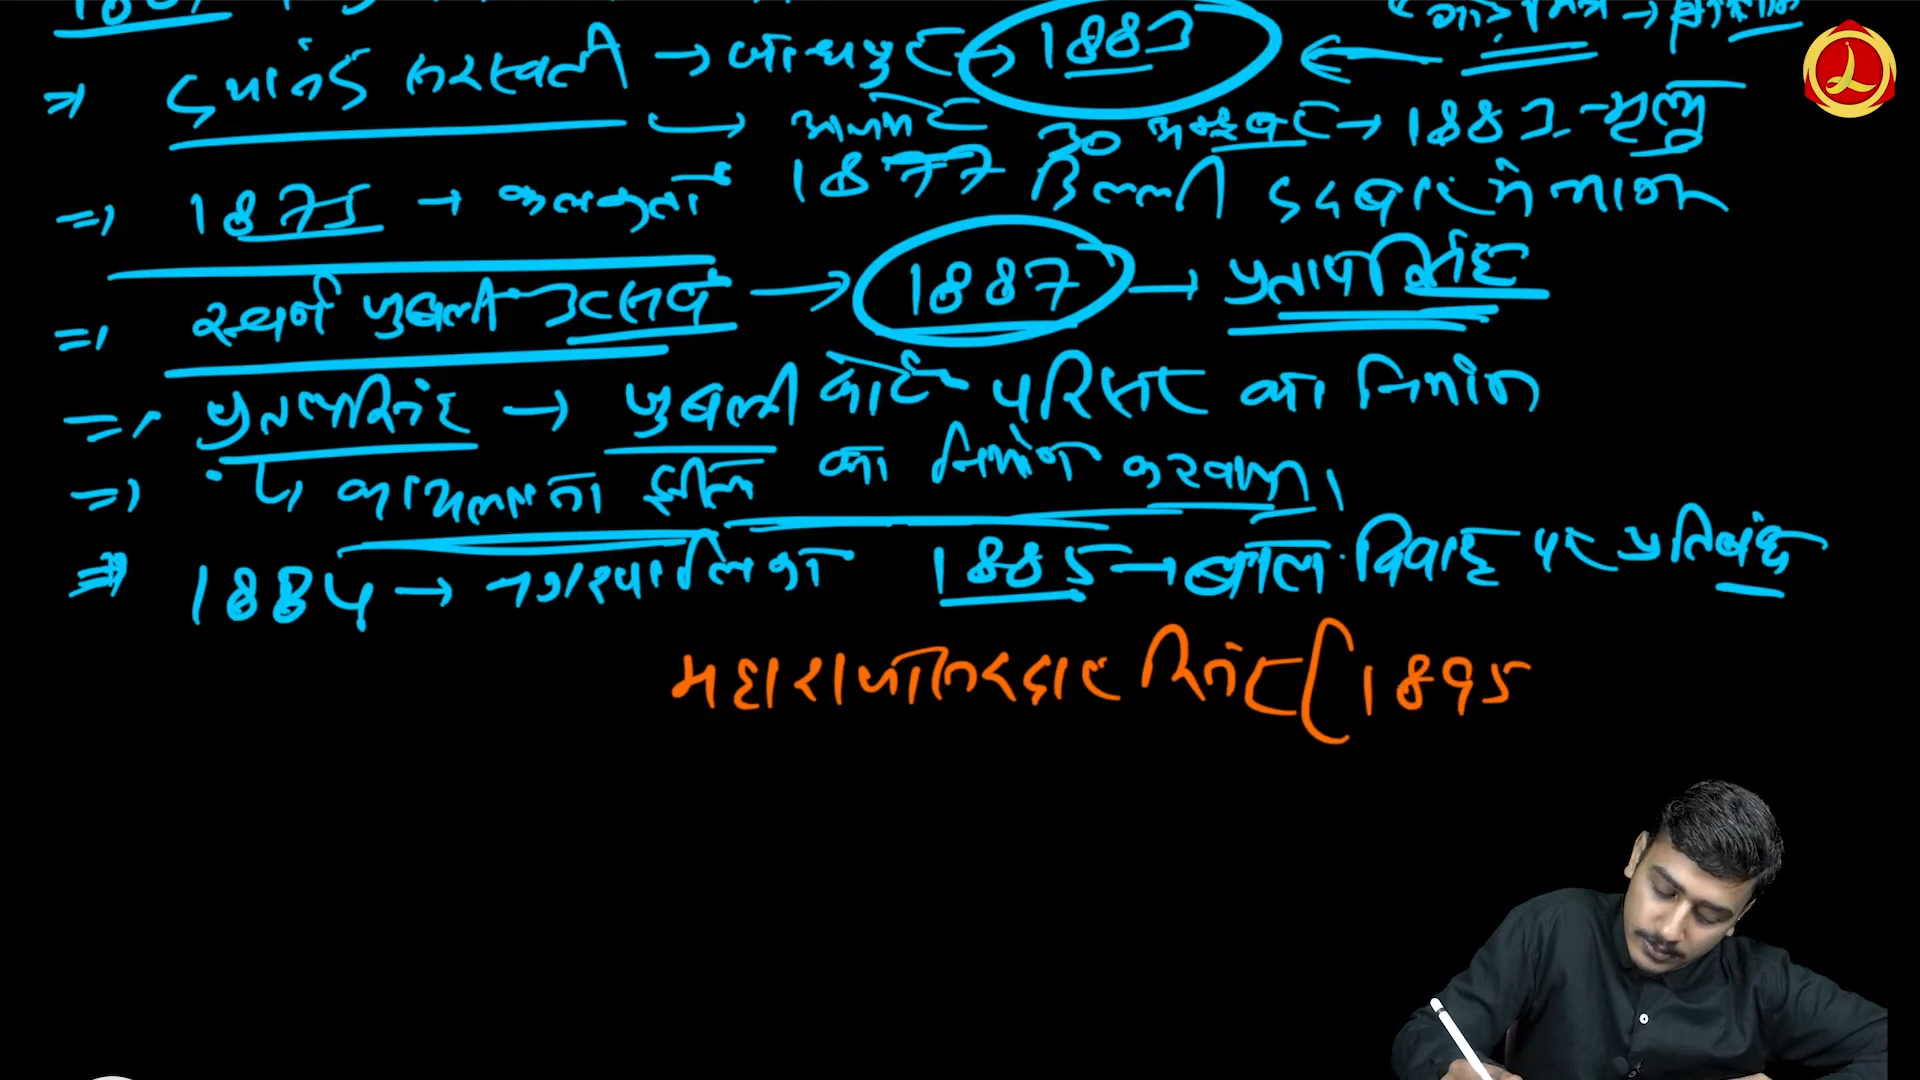 ⇒ दयानंद सरस्वती → जोधपुर → 1883 ←
↳ अजमेर 30 अक्टूबर → 1883 - मृत्यु
⇒ 1875 → कलकत्ता 1877 दिल्ली दरबार में भाग
⇒ स्वर्ण जुबली उत्सव → 1887 → प्रतापसिंह
⇒ प्रतापसिंह → जुबली कोर्ट परिसर का निर्माण
⇒ कायलाना झील का निर्माण करवाया।
⇒ 1884 → नगरपालिका 1885 → बाल विवाह पर प्रतिबंध
महाराजा सरदार सिंह (1895